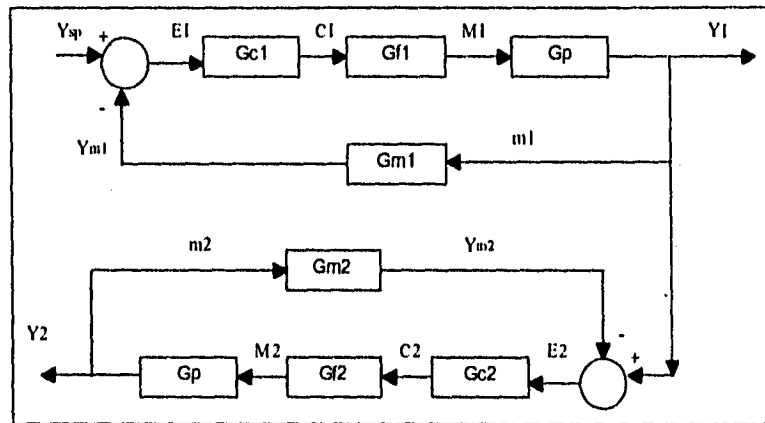 Ysp + E1 Gc1 C1 Gf1 M1 Gp Y1
-
Ym1 Gm1 m1
m2 Gm2 Ym2
-
Y2 Gp M2 Gf2 C2 Gc2 E2 +